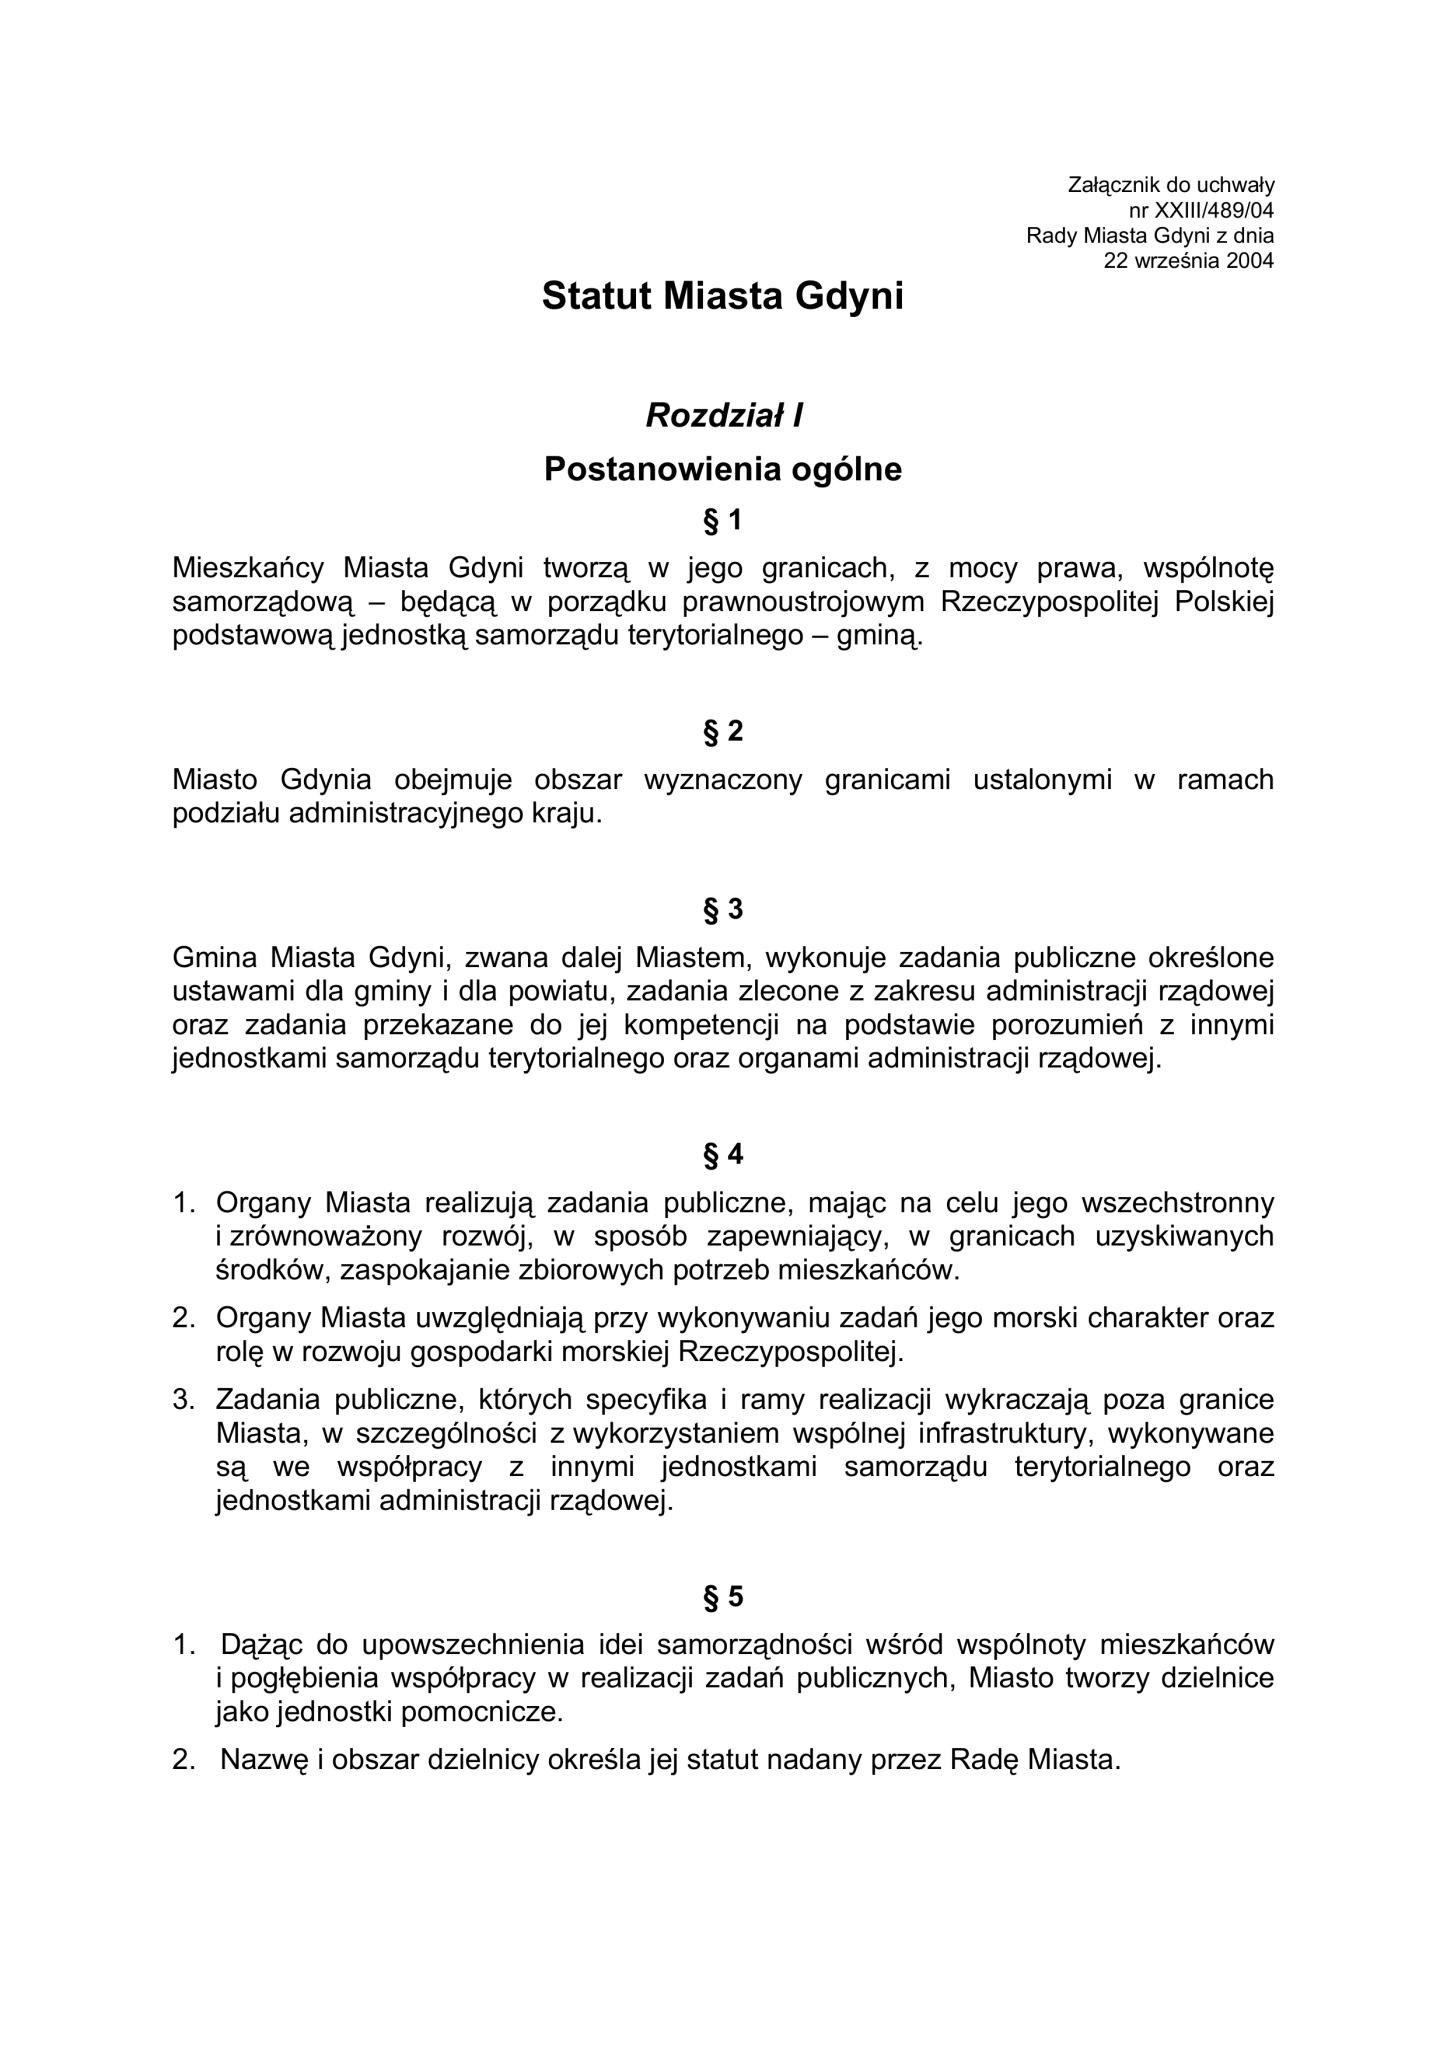 Załącznik do uchwały
nr XXIII/489/04
Rady Miasta Gdyni z dnia
22 września 2004
Statut Miasta Gdyni
Rozdział I
Postanowienia ogólne
§ 1
Mieszkańcy Miasta Gdyni tworzą w jego granicach, z mocy prawa, wspólnotę
samorządową – będącą w porządku prawnoustrojowym Rzeczypospolitej Polskiej
podstawową jednostką samorządu terytorialnego – gminą.
§ 2
Miasto Gdynia obejmuje obszar wyznaczony granicami ustalonymi w ramach
podziału administracyjnego kraju.
§ 3
Gmina Miasta Gdyni, zwana dalej Miastem, wykonuje zadania publiczne określone
ustawami dla gminy i dla powiatu, zadania zlecone z zakresu administracji rządowej
oraz zadania przekazane do jej kompetencji na podstawie porozumień z innymi
jednostkami samorządu terytorialnego oraz organami administracji rządowej.
§ 4
1. Organy Miasta realizują zadania publiczne, mając na celu jego wszechstronny
i zrównoważony rozwój, w sposób zapewniający, w granicach uzyskiwanych
środków, zaspokajanie zbiorowych potrzeb mieszkańców.
2. Organy Miasta uwzględniają przy wykonywaniu zadań jego morski charakter oraz
rolę w rozwoju gospodarki morskiej Rzeczypospolitej.
3. Zadania publiczne, których specyfika i ramy realizacji wykraczają poza granice
Miasta, w szczególności z wykorzystaniem wspólnej infrastruktury, wykonywane
są we współpracy z innymi jednostkami samorządu terytorialnego oraz
jednostkami administracji rządowej.
§ 5
1. Dążąc do upowszechnienia idei samorządności wśród wspólnoty mieszkańców
i pogłębienia współpracy w realizacji zadań publicznych, Miasto tworzy dzielnice
jako jednostki pomocnicze.
2. Nazwę i obszar dzielnicy określa jej statut nadany przez Radę Miasta.